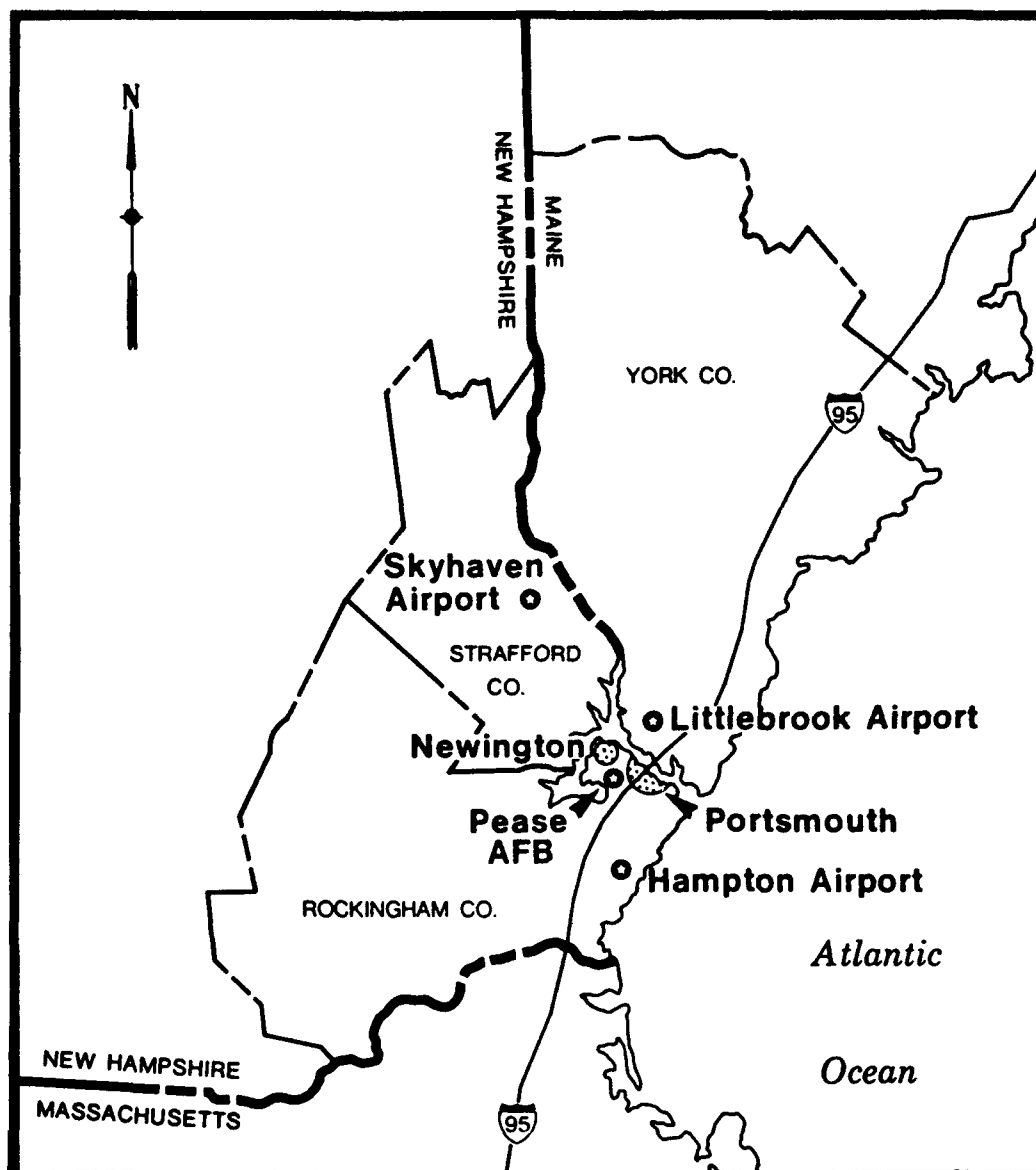 N
NEW HAMPSHIRE
MAINE
YORK CO.
95
Skyhaven
Airport
STRAFFORD
CO.
Littlebrook Airport
Newington
Pease
AFB
Portsmouth
Hampton Airport
ROCKINGHAM CO.
Atlantic
Ocean
NEW HAMPSHIRE
MASSACHUSETTS
95